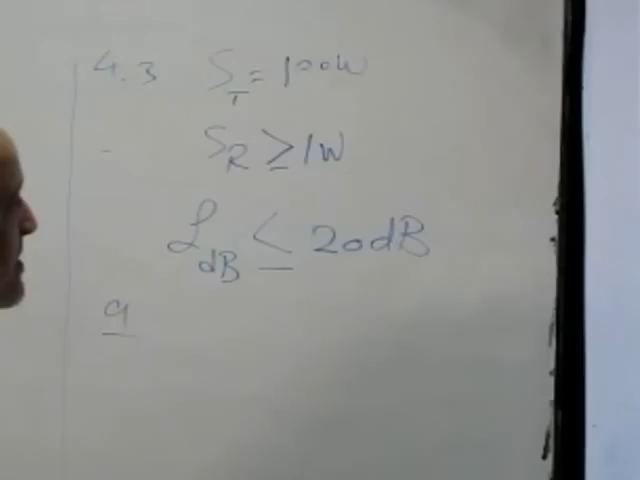 4.3 S_T = 100W
S_R ≥ 1W
L_dB ≤ 20dB
a